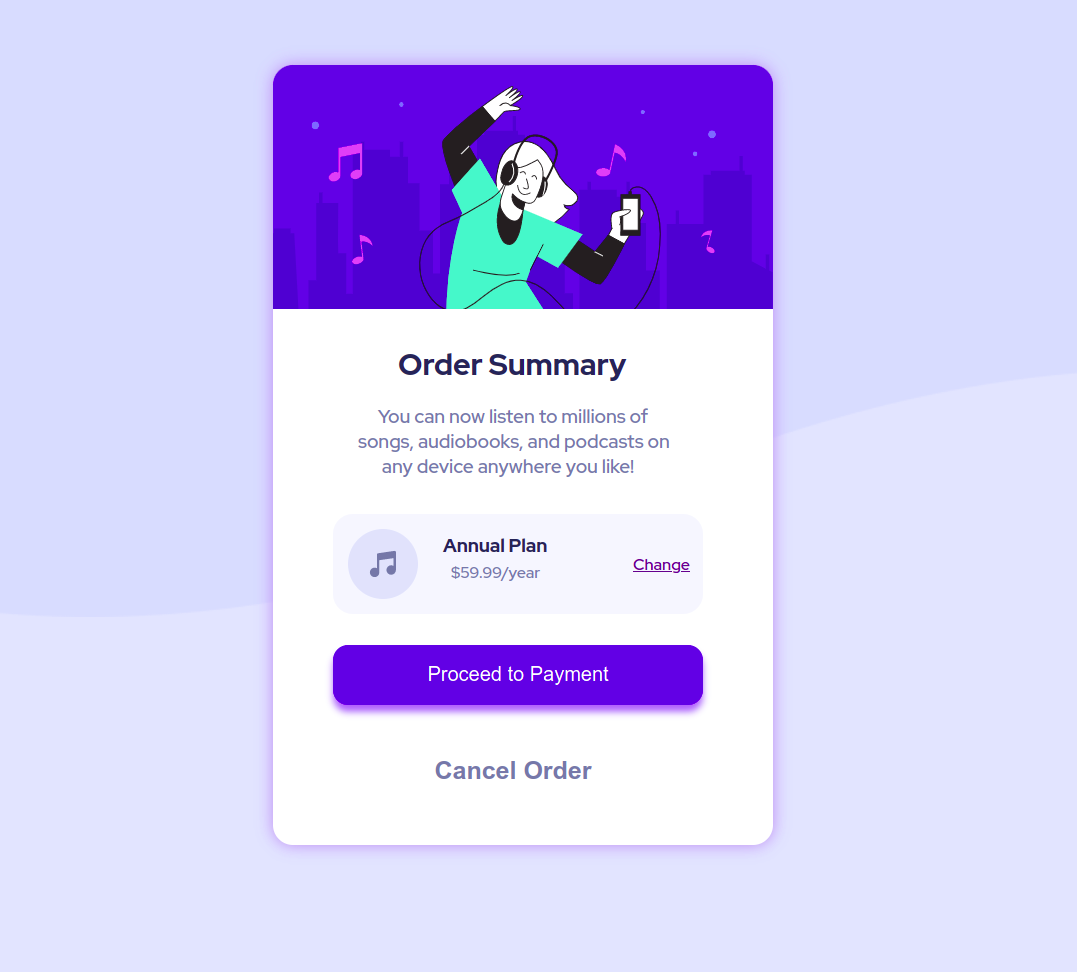 Order Summary
You can now listen to millions of
songs, audiobooks, and podcasts on
any device anywhere you like!
Annual Plan
$59.99/year
Change
Proceed to Payment
Cancel Order